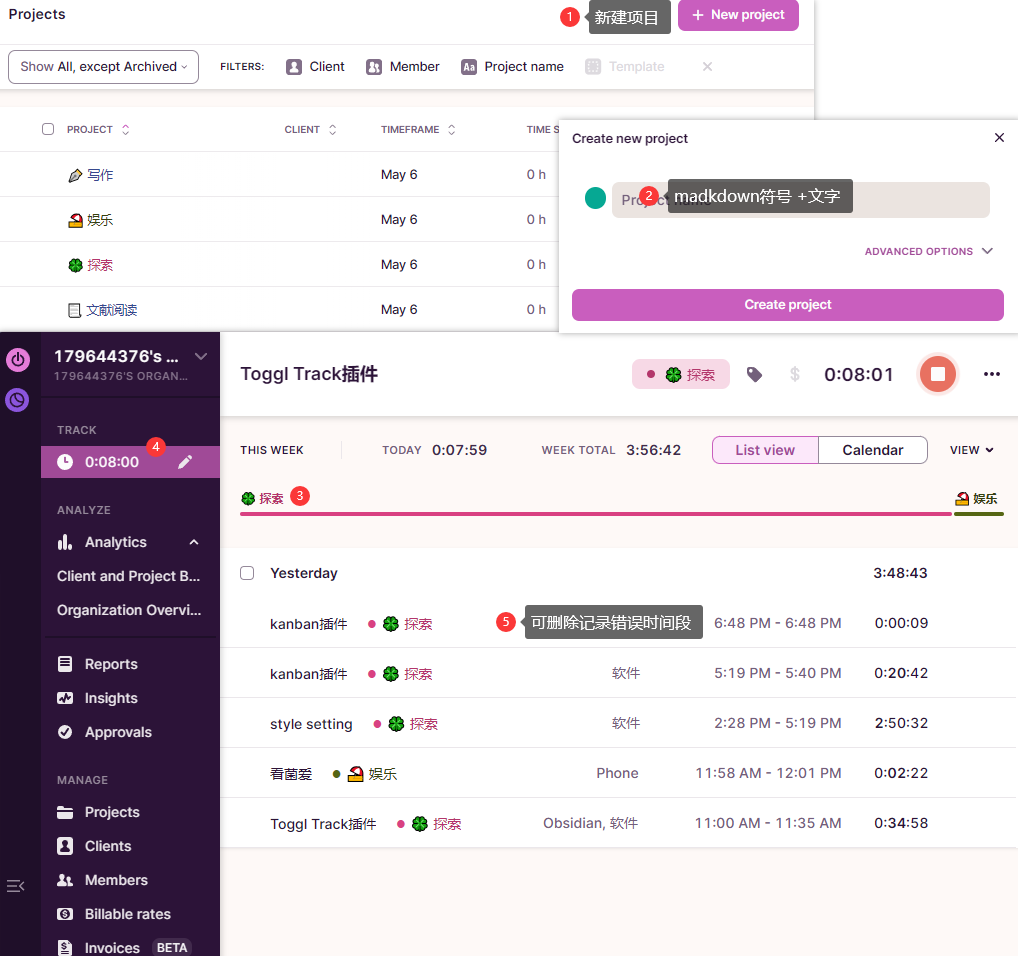 Projects
1 新建项目
+ New project
Show All, except Archived
FILTERS: Client Member Aa Project name Template
PROJECT CLIENT TIMEFRAME TIME S
写作 May 6 0 h
娱乐 May 6 0 h
探索 May 6 0 h
文献阅读 May 6 0 h
Create new project
2 madkdown符号 +文字
ADVANCED OPTIONS
Create project
179644376's ...
179644376'S ORGAN...
TRACK
4
0:08:00
ANALYZE
Analytics
Client and Project B...
Organization Overvi...
Reports
Insights
Approvals
MANAGE
Projects
Clients
Members
Billable rates
Invoices BETA
Toggl Track插件 探索 $ 0:08:01
THIS WEEK TODAY 0:07:59 WEEK TOTAL 3:56:42 List view Calendar VIEW
探索 3 娱乐
Yesterday 3:48:43
kanban插件 探索 5 可删除记录错误时间段 6:48 PM - 6:48 PM 0:00:09
kanban插件 探索 软件 5:19 PM - 5:40 PM 0:20:42
style setting 探索 软件 2:28 PM - 5:19 PM 2:50:32
看菌爱 娱乐 Phone 11:58 AM - 12:01 PM 0:02:22
Toggl Track插件 探索 Obsidian, 软件 11:00 AM - 11:35 AM 0:34:58